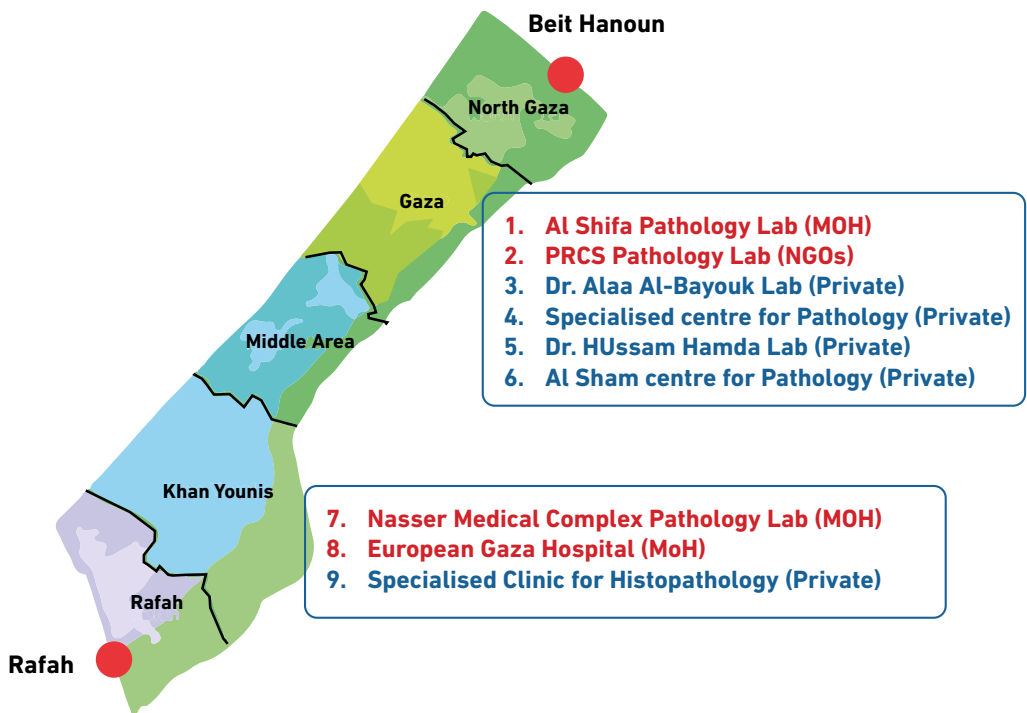 Beit Hanoun
North Gaza
Gaza
1. Al Shifa Pathology Lab (MOH)
2. PRCS Pathology Lab (NGOs)
3. Dr. Alaa Al-Bayouk Lab (Private)
4. Specialised centre for Pathology (Private)
5. Dr. HUssam Hamda Lab (Private)
6. Al Sham centre for Pathology (Private)
Middle Area
Khan Younis
7. Nasser Medical Complex Pathology Lab (MOH)
8. European Gaza Hospital (MoH)
9. Specialised Clinic for Histopathology (Private)
Rafah
Rafah